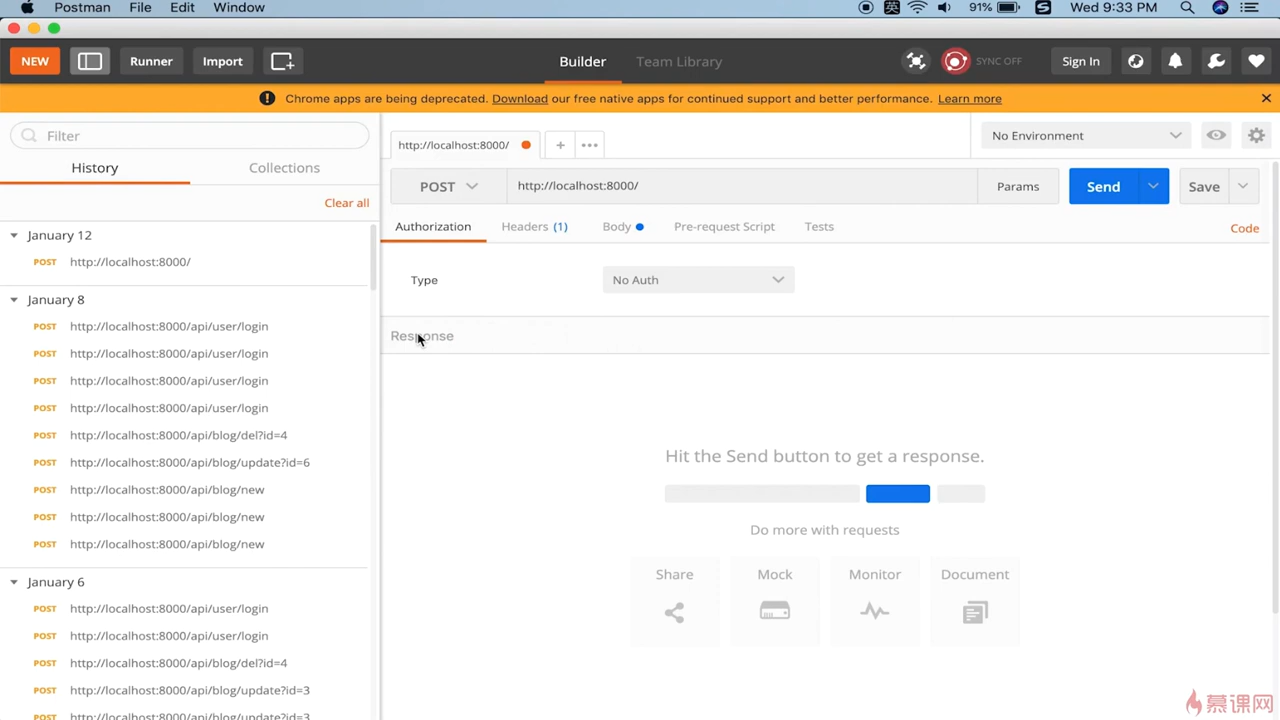 Postman File Edit Window 英 91% S Wed 9:33 PM
NEW Runner Import Builder Team Library SYNC OFF Sign In
Chrome apps are being deprecated. Download our free native apps for continued support and better performance. Learn more
Filter
History Collections
Clear all
January 12
POST http://localhost:8000/
January 8
POST http://localhost:8000/api/user/login
POST http://localhost:8000/api/user/login
POST http://localhost:8000/api/user/login
POST http://localhost:8000/api/user/login
POST http://localhost:8000/api/blog/del?id=4
POST http://localhost:8000/api/blog/update?id=6
POST http://localhost:8000/api/blog/new
POST http://localhost:8000/api/blog/new
POST http://localhost:8000/api/blog/new
January 6
POST http://localhost:8000/api/user/login
POST http://localhost:8000/api/user/login
POST http://localhost:8000/api/blog/del?id=4
POST http://localhost:8000/api/blog/update?id=3
POST http://localhost:8000/api/blog/update?id=3
http://localhost:8000/
No Environment
POST http://localhost:8000/ Params Send Save
Authorization Headers (1) Body Pre-request Script Tests Code
Type No Auth
Response
Hit the Send button to get a response.
Do more with requests
Share Mock Monitor Document
慕课网